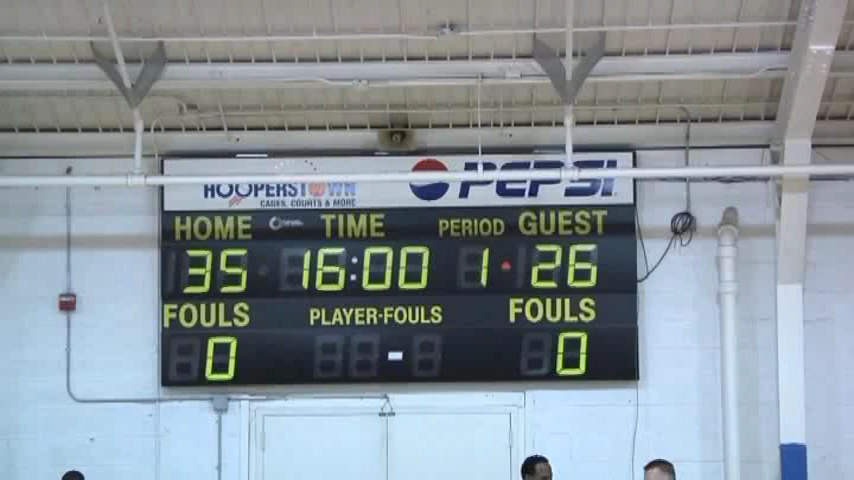 HOOPERSTOWN
CAGES, COURTS & MORE
PEPSI
HOME TIME PERIOD GUEST
35 16:00 1 26
FOULS PLAYER-FOULS FOULS
0 - 0